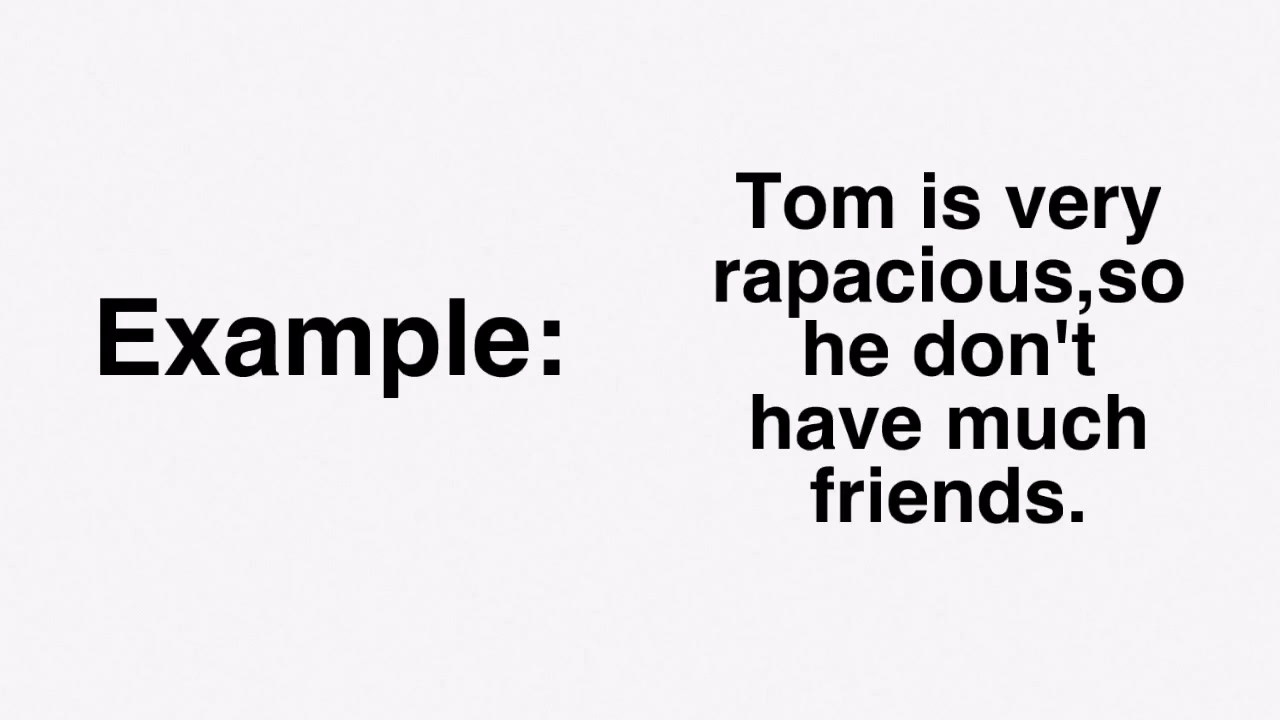 Example:
Tom is very
rapacious,so
he don't
have much
friends.